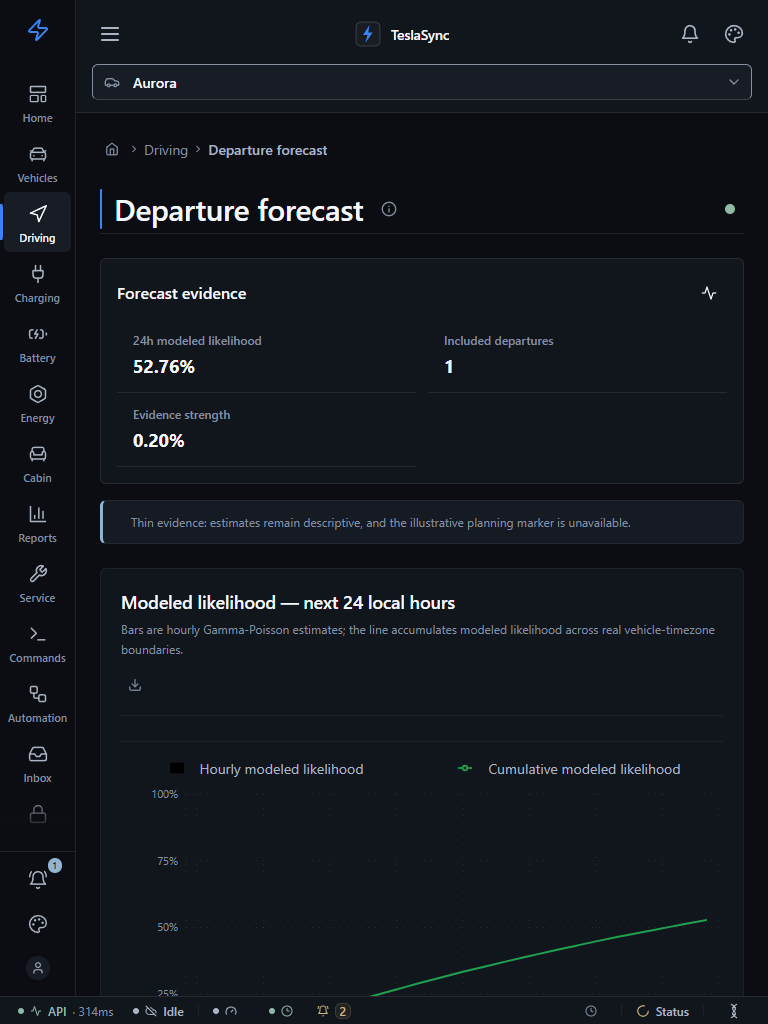 TeslaSync
Aurora
Home
Vehicles
Driving
Charging
Battery
Energy
Cabin
Reports
Service
Commands
Automation
Inbox
1
Driving
Departure forecast
Departure forecast
Forecast evidence
24h modeled likelihood
52.76%
Included departures
1
Evidence strength
0.20%
Thin evidence: estimates remain descriptive, and the illustrative planning marker is unavailable.
Modeled likelihood — next 24 local hours
Bars are hourly Gamma-Poisson estimates; the line accumulates modeled likelihood across real vehicle-timezone
boundaries.
Hourly modeled likelihood
Cumulative modeled likelihood
100%
75%
50%
25%
API · 314ms
Idle
2
Status